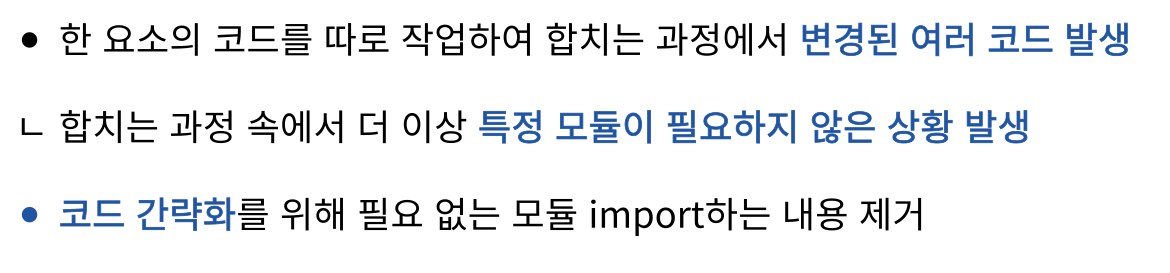 ● 한 요소의 코드를 따로 작업하여 합치는 과정에서 변경된 여러 코드 발생
ㄴ 합치는 과정 속에서 더 이상 특정 모듈이 필요하지 않은 상황 발생
● 코드 간략화를 위해 필요 없는 모듈 import하는 내용 제거